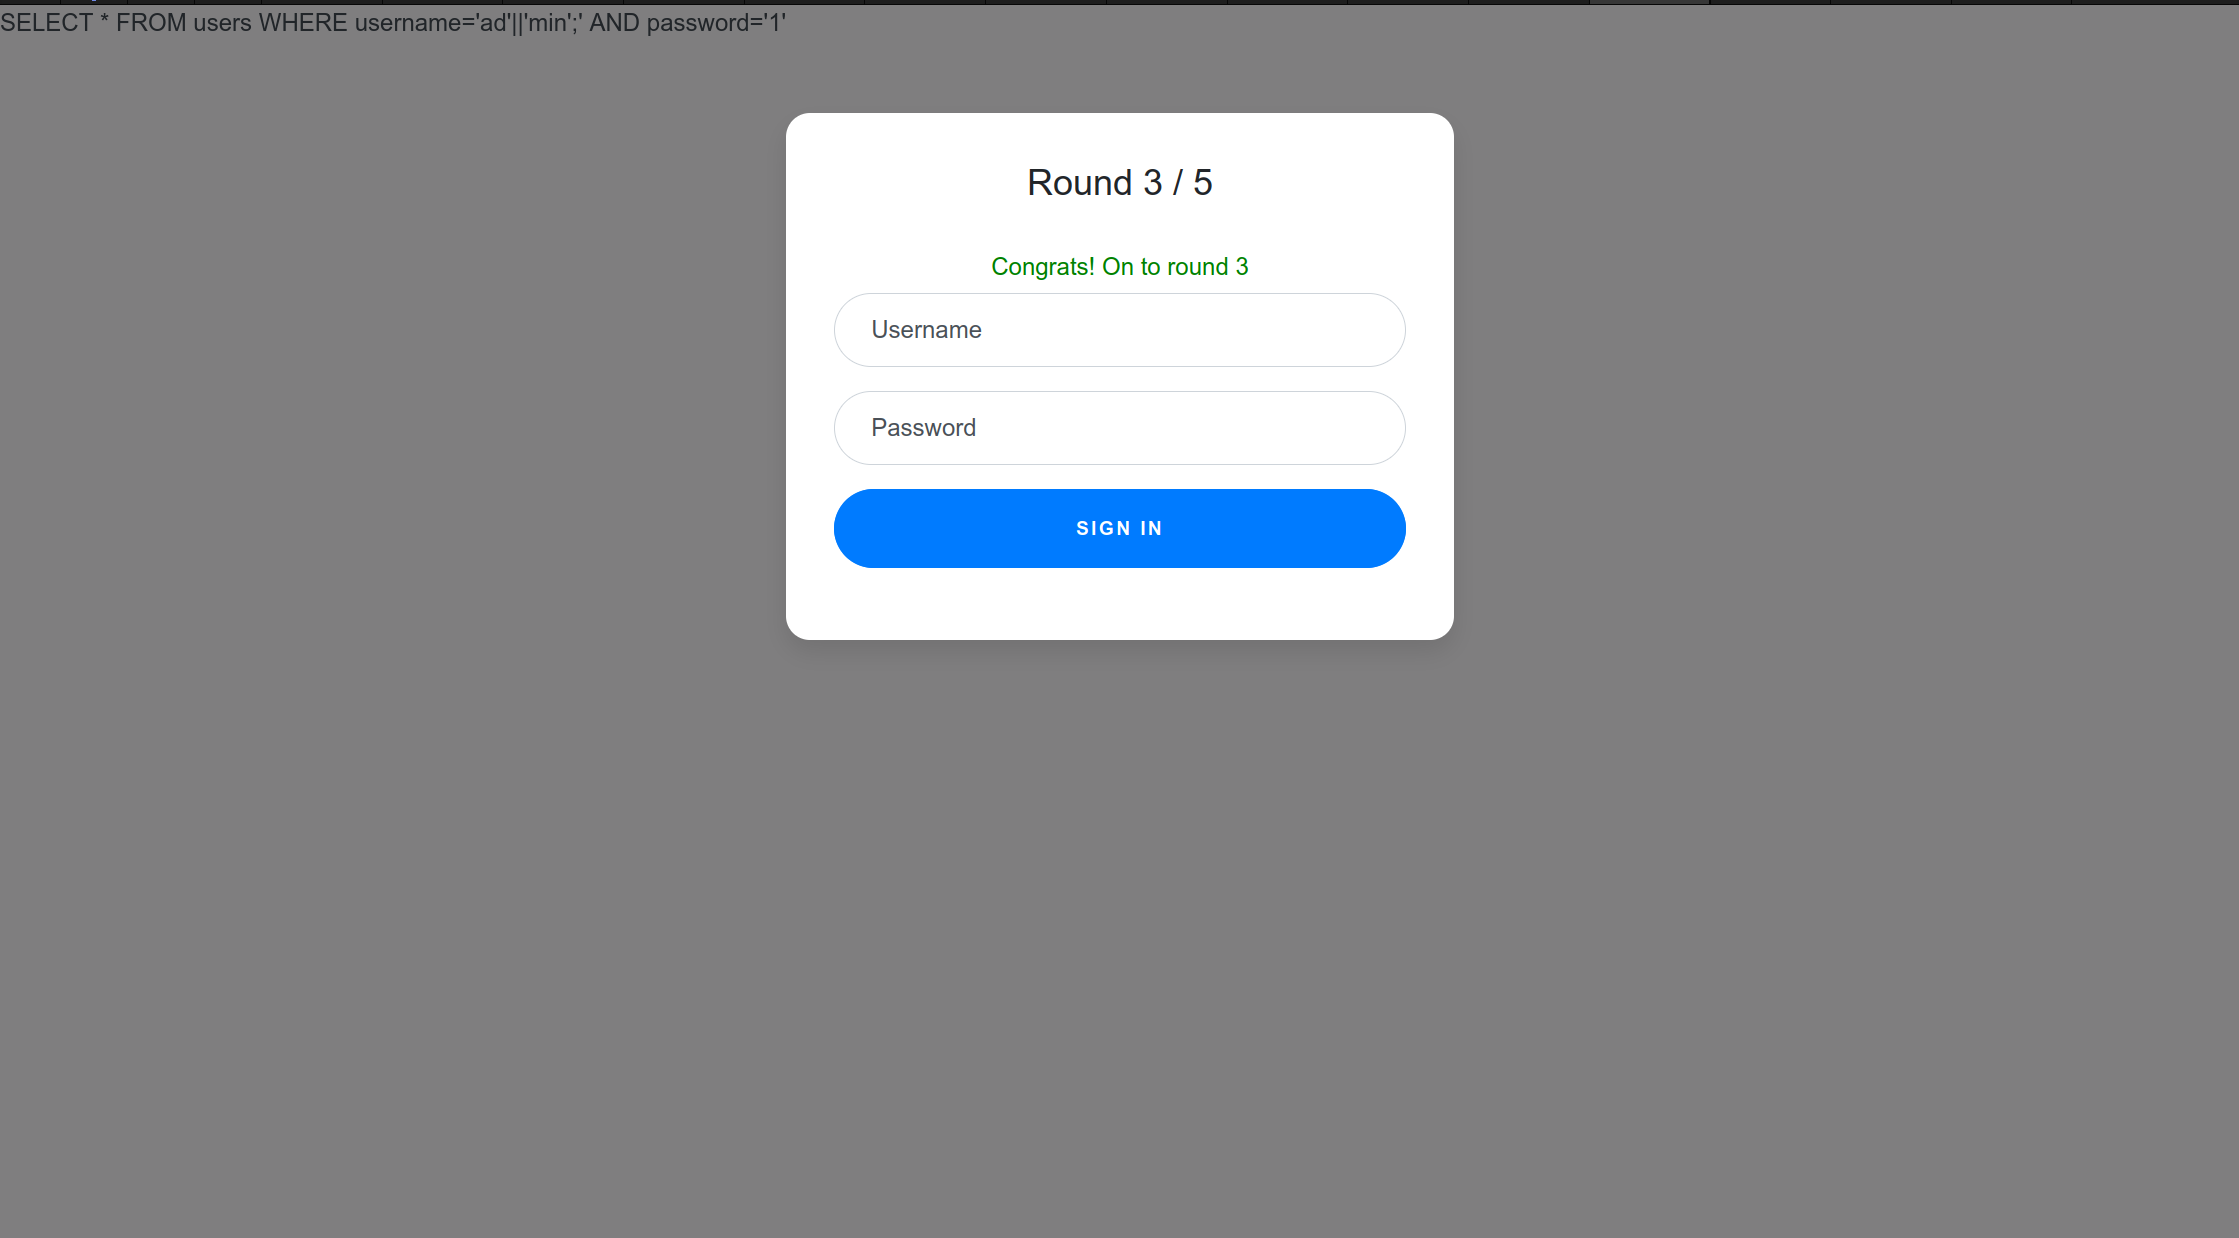 SELECT * FROM users WHERE username='ad'||'min';' AND password='1'
Round 3 / 5
Congrats! On to round 3
Username
Password
SIGN IN